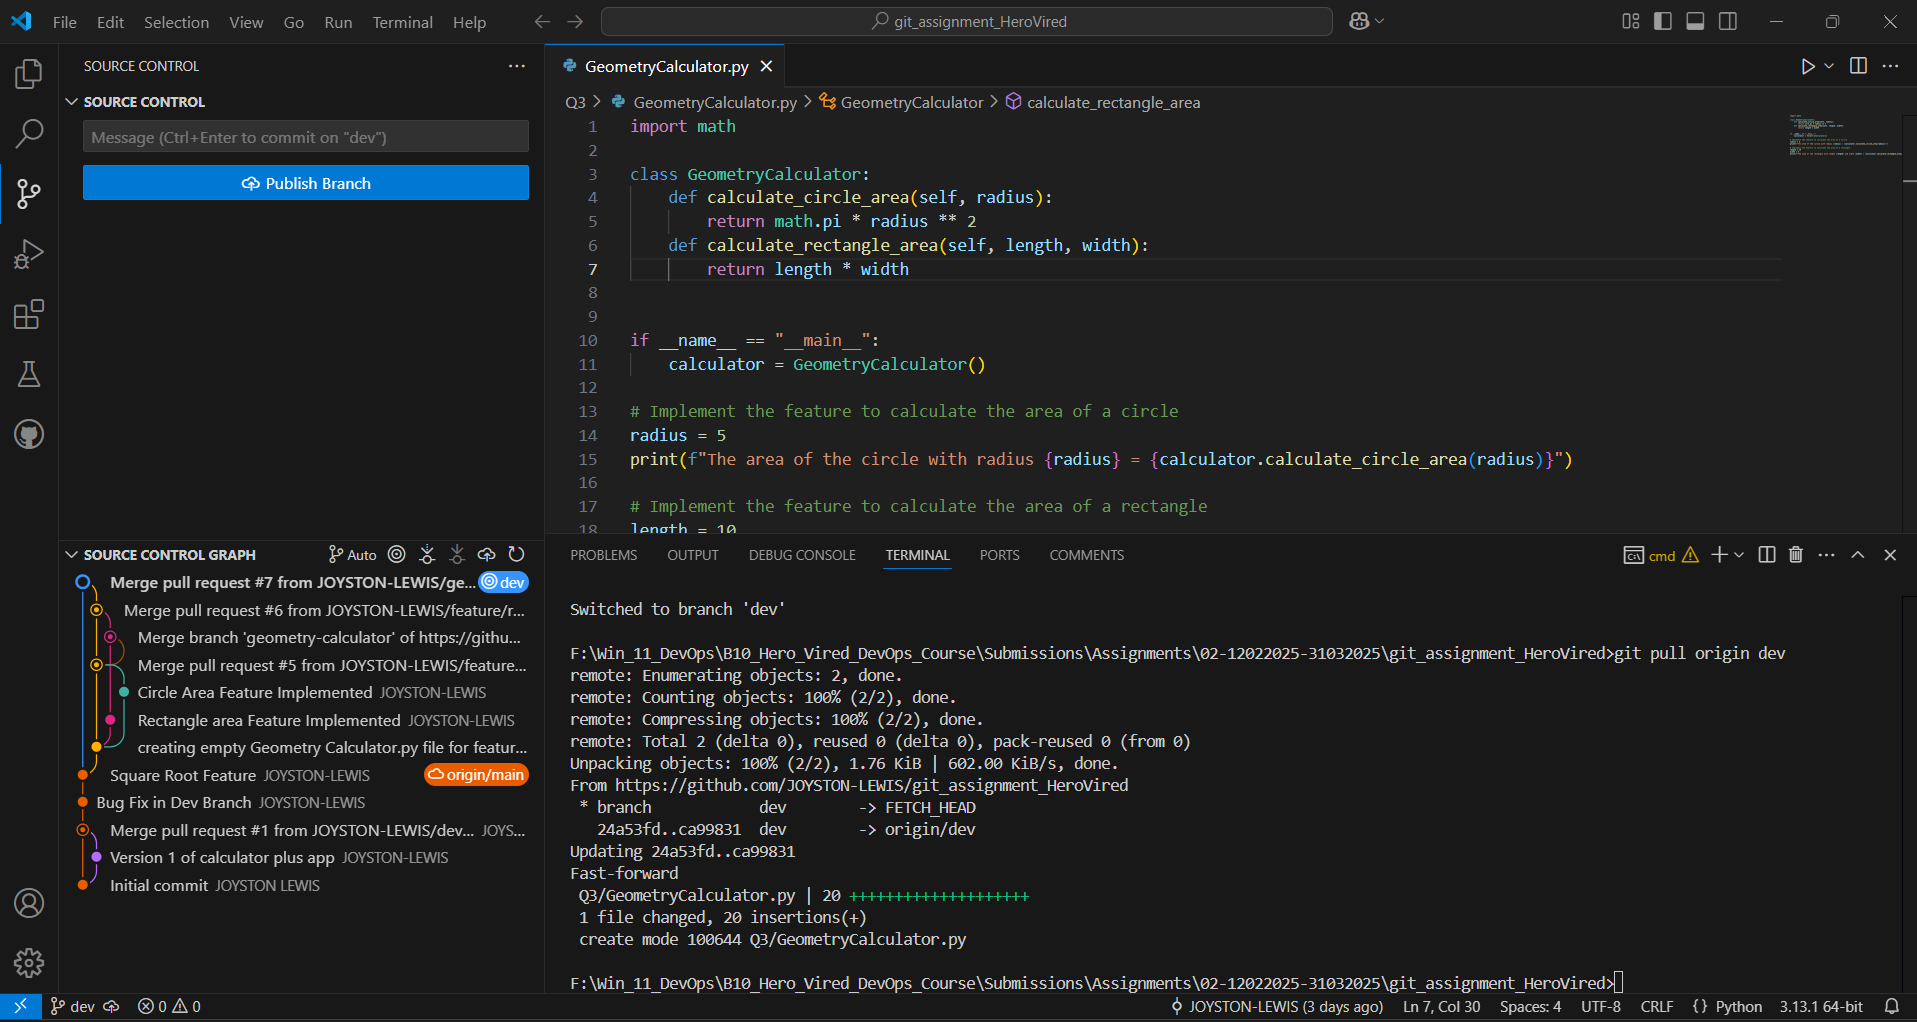 File Edit Selection View Go Run Terminal Help
git_assignment_HeroVired
SOURCE CONTROL
SOURCE CONTROL
Message (Ctrl+Enter to commit on "dev")
Publish Branch
SOURCE CONTROL GRAPH
Auto
Merge pull request #7 from JOYSTON-LEWIS/ge... dev
Merge pull request #6 from JOYSTON-LEWIS/feature/r...
Merge branch 'geometry-calculator' of https://githu...
Merge pull request #5 from JOYSTON-LEWIS/feature...
Circle Area Feature Implemented JOYSTON-LEWIS
Rectangle area Feature Implemented JOYSTON-LEWIS
creating empty Geometry Calculator.py file for featur...
Square Root Feature JOYSTON-LEWIS origin/main
Bug Fix in Dev Branch JOYSTON-LEWIS
Merge pull request #1 from JOYSTON-LEWIS/dev... JOYS...
Version 1 of calculator plus app JOYSTON-LEWIS
Initial commit JOYSTON LEWIS
GeometryCalculator.py
Q3 > GeometryCalculator.py > GeometryCalculator > calculate_rectangle_area
1 import math
2
3 class GeometryCalculator:
4 def calculate_circle_area(self, radius):
5 return math.pi * radius ** 2
6 def calculate_rectangle_area(self, length, width):
7 return length * width
8
9
10 if __name__ == "__main__":
11 calculator = GeometryCalculator()
12
13 # Implement the feature to calculate the area of a circle
14 radius = 5
15 print(f"The area of the circle with radius {radius} = {calculator.calculate_circle_area(radius)}")
16
17 # Implement the feature to calculate the area of a rectangle
18 length = 10
PROBLEMS OUTPUT DEBUG CONSOLE TERMINAL PORTS COMMENTS
cmd
Switched to branch 'dev'
F:\Win_11_DevOps\B10_Hero_Vired_DevOps_Course\Submissions\Assignments\02-12022025-31032025\git_assignment_HeroVired>git pull origin dev
remote: Enumerating objects: 2, done.
remote: Counting objects: 100% (2/2), done.
remote: Compressing objects: 100% (2/2), done.
remote: Total 2 (delta 0), reused 0 (delta 0), pack-reused 0 (from 0)
Unpacking objects: 100% (2/2), 1.76 KiB | 602.00 KiB/s, done.
From https://github.com/JOYSTON-LEWIS/git_assignment_HeroVired
* branch dev -> FETCH_HEAD
24a53fd..ca99831 dev -> origin/dev
Updating 24a53fd..ca99831
Fast-forward
Q3/GeometryCalculator.py | 20 ++++++++++++++++++++
1 file changed, 20 insertions(+)
create mode 100644 Q3/GeometryCalculator.py
F:\Win_11_DevOps\B10_Hero_Vired_DevOps_Course\Submissions\Assignments\02-12022025-31032025\git_assignment_HeroVired>
dev 0 0 JOYSTON-LEWIS (3 days ago) Ln 7, Col 30 Spaces: 4 UTF-8 CRLF {} Python 3.13.1 64-bit